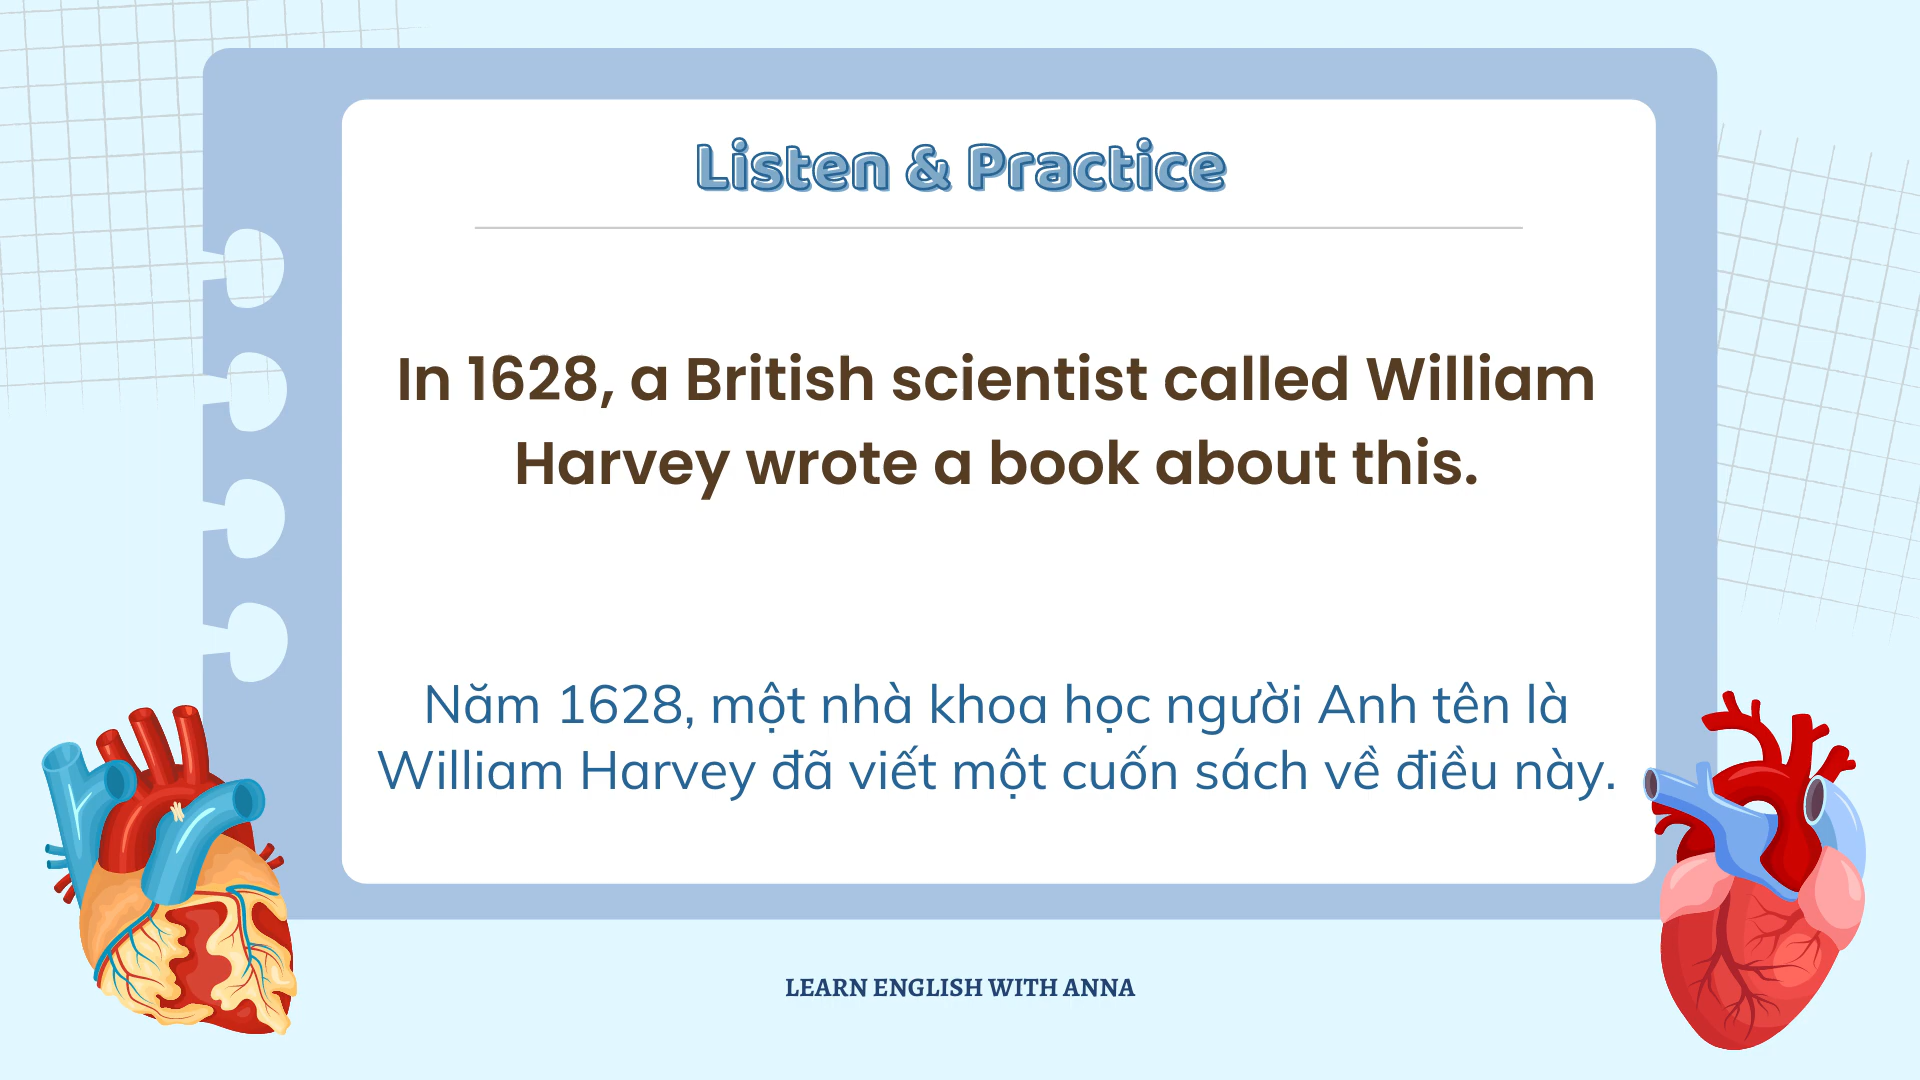 Listen & Practice
In 1628, a British scientist called William
Harvey wrote a book about this.
Năm 1628, một nhà khoa học người Anh tên là
William Harvey đã viết một cuốn sách về điều này.
LEARN ENGLISH WITH ANNA